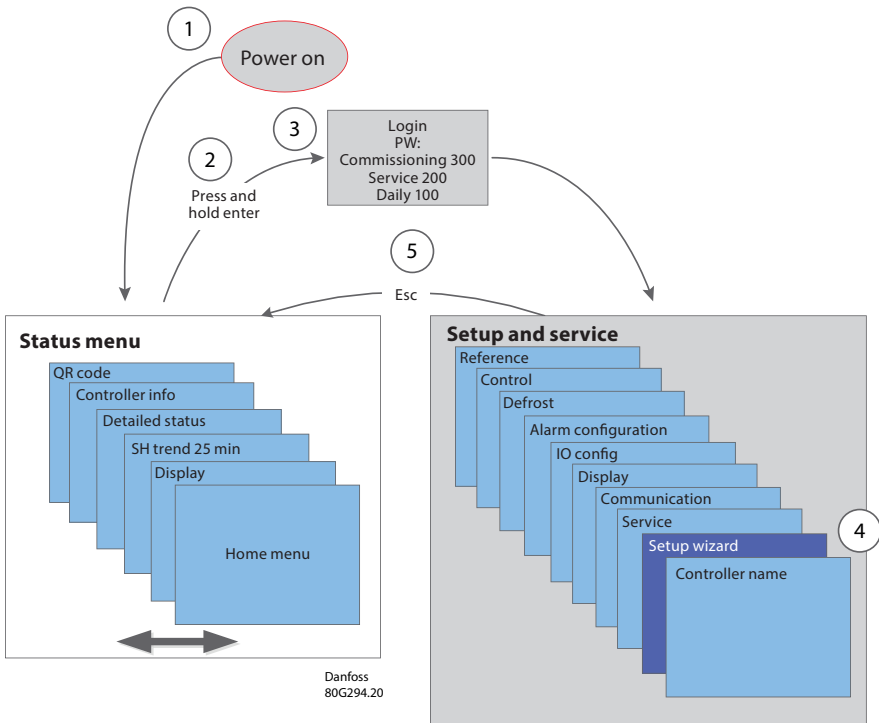 1
Power on
2
Press and
hold enter
3
Login
PW:
Commissioning 300
Service 200
Daily 100
5
Esc
Status menu
QR code
Controller info
Detailed status
SH trend 25 min
Display
Home menu
Setup and service
Reference
Control
Defrost
Alarm configuration
IO config
Display
Communication
Service
Setup wizard
4
Controller name
Danfoss
80G294.20